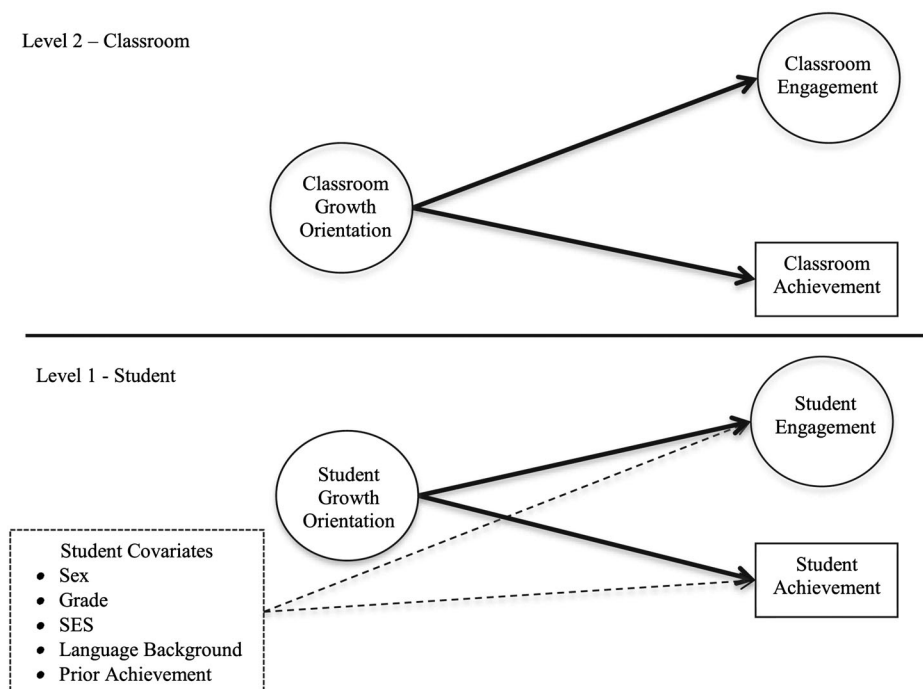 Level 2 – Classroom
Classroom
Engagement
Classroom
Growth
Orientation
Classroom
Achievement
Level 1 - Student
Student
Engagement
Student
Growth
Orientation
Student
Achievement
Student Covariates
• Sex
• Grade
• SES
• Language Background
• Prior Achievement